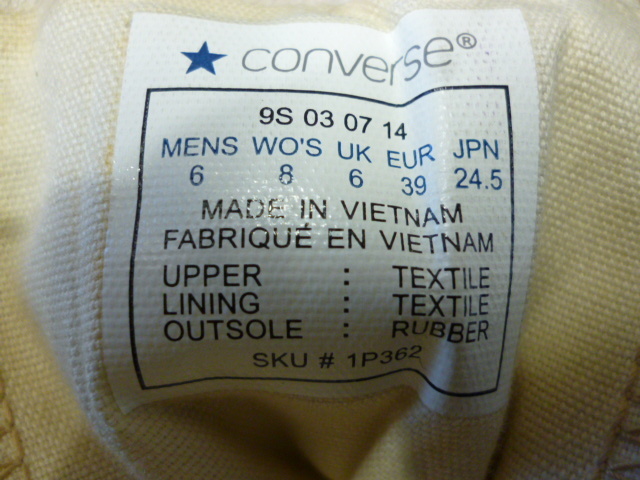 converse®
9S 03 07 14
MENS WO'S UK EUR JPN
6 8 6 39 24.5
MADE IN VIETNAM
FABRIQUÉ EN VIETNAM
UPPER : TEXTILE
LINING : TEXTILE
OUTSOLE : RUBBER
SKU # 1P362